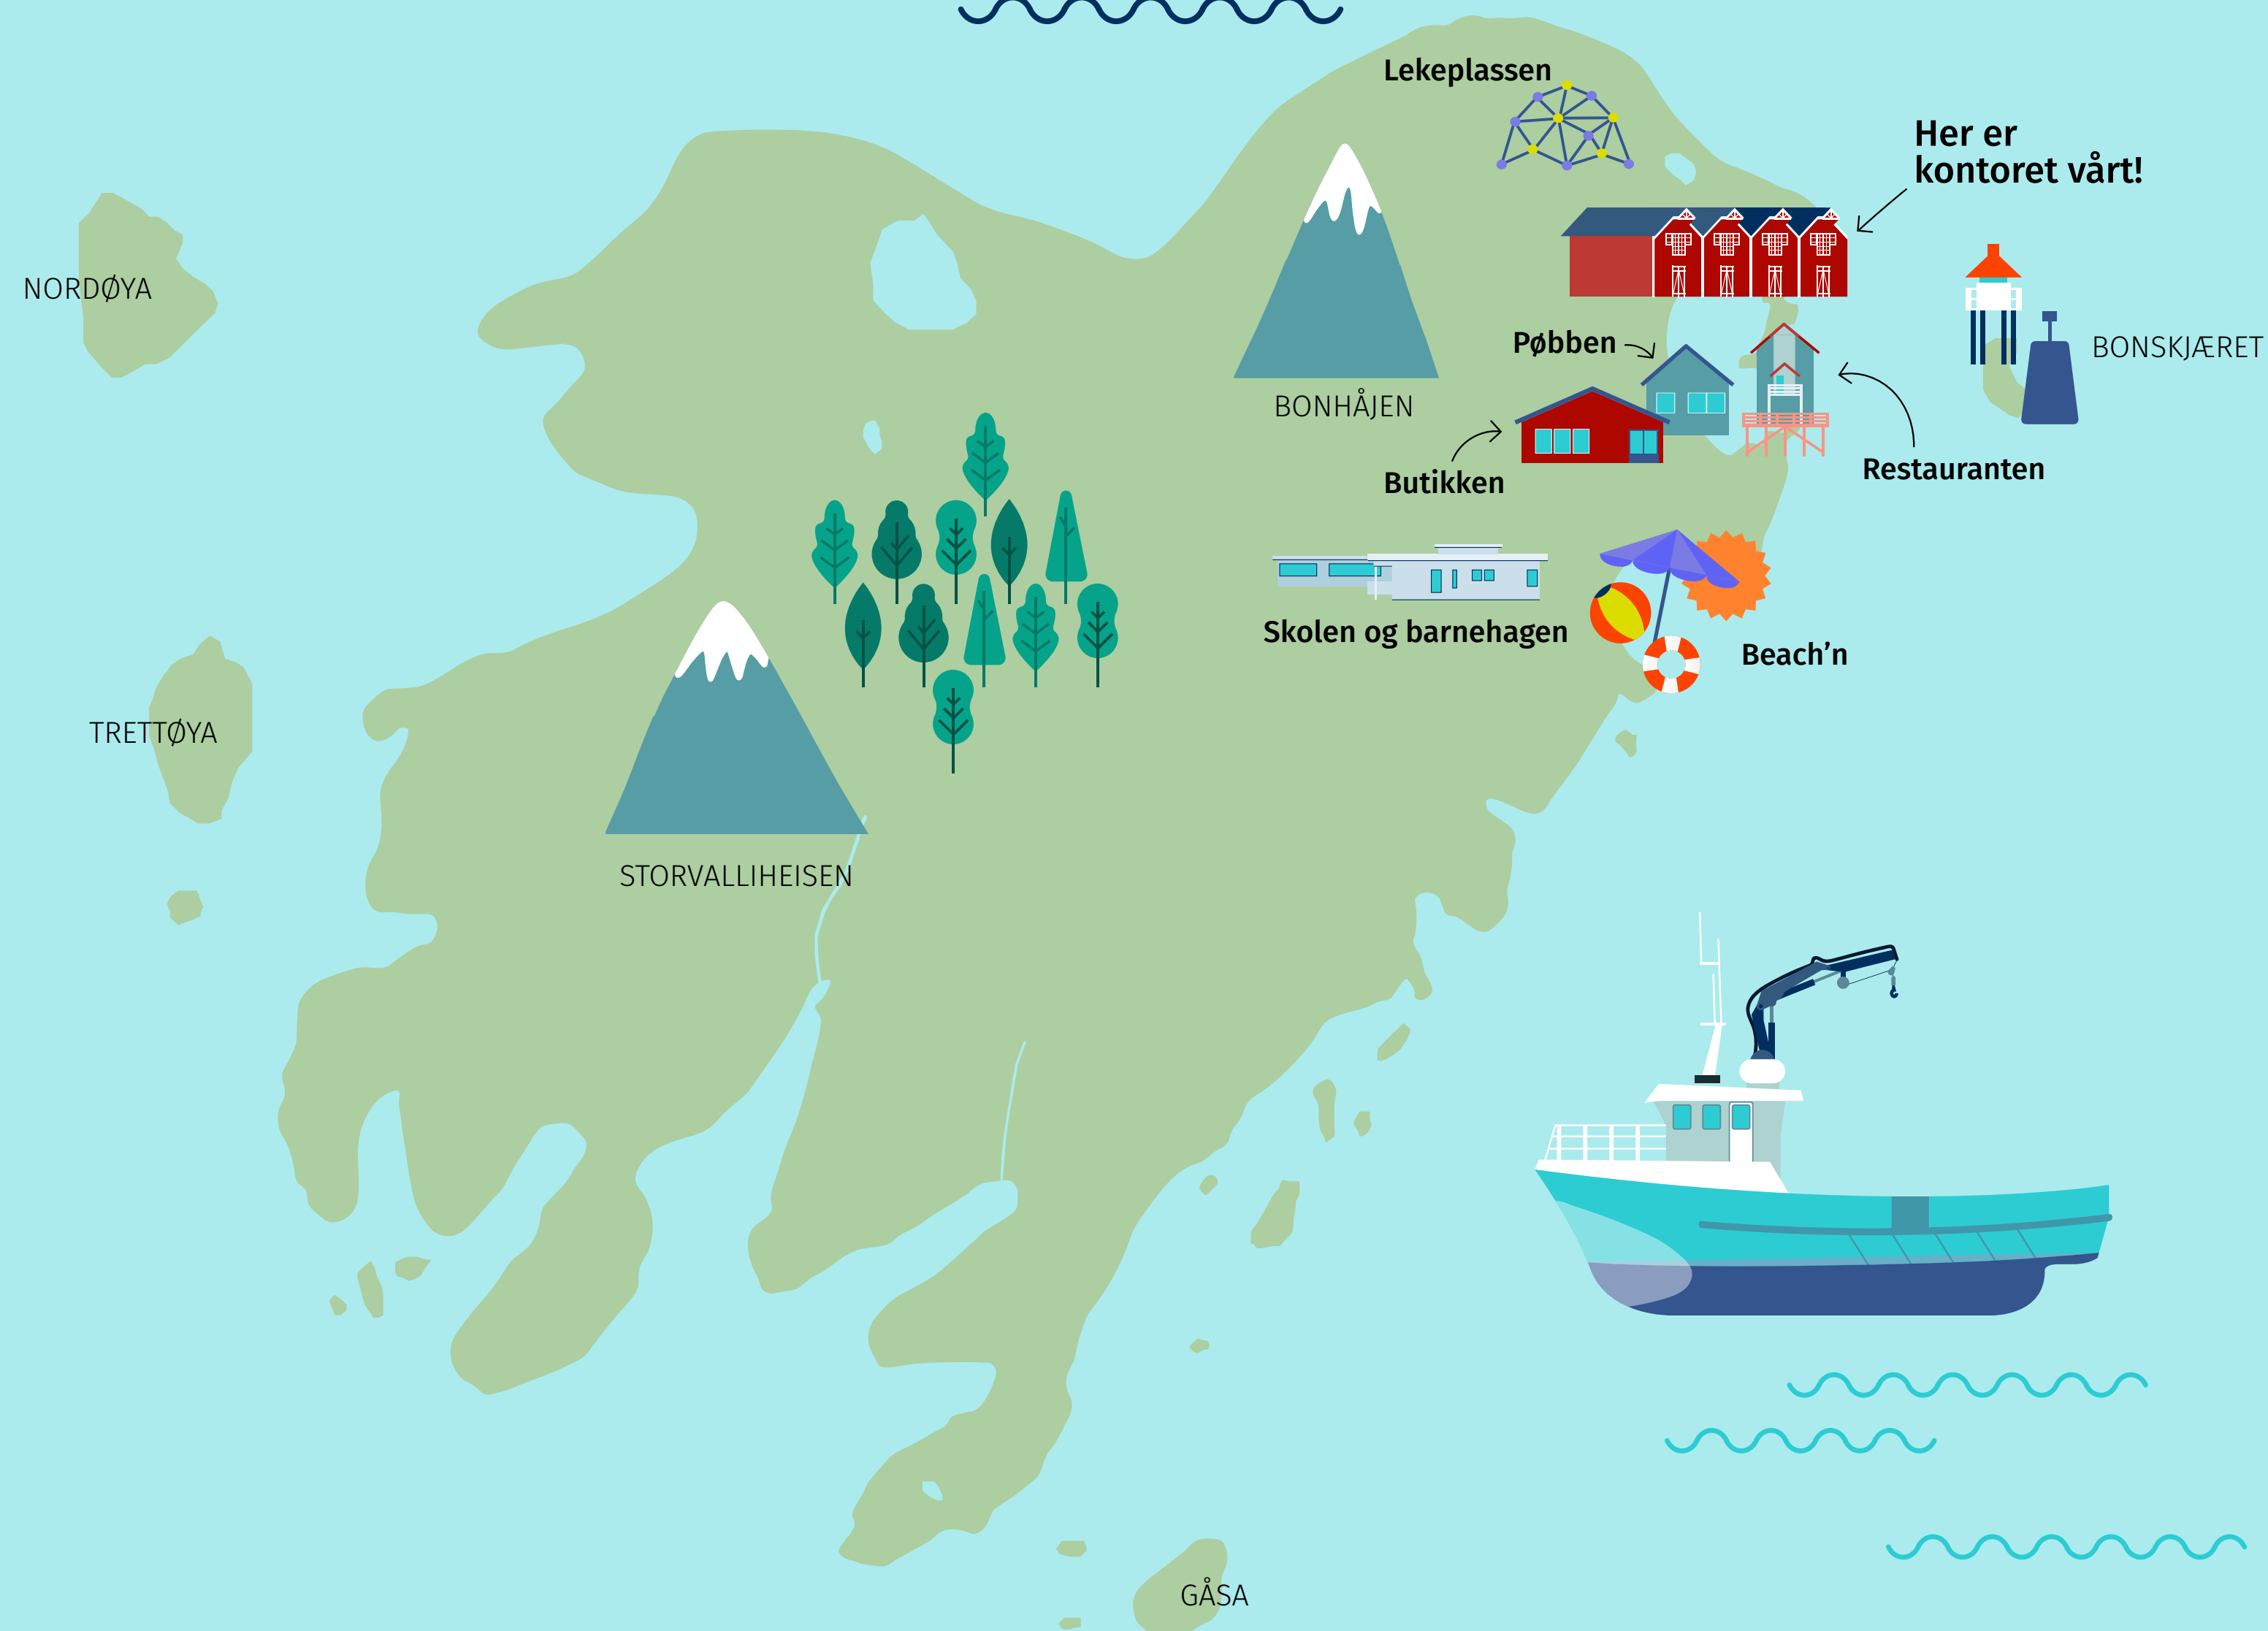 Lekeplassen
Her er
kontoret vårt!
NORDØYA
Pøbben
BONSKJÆRET
BONHÅJEN
Butikken
Restauranten
Skolen og barnehagen
Beach’n
TRETTØYA
STORVALLIHEISEN
GÅSA